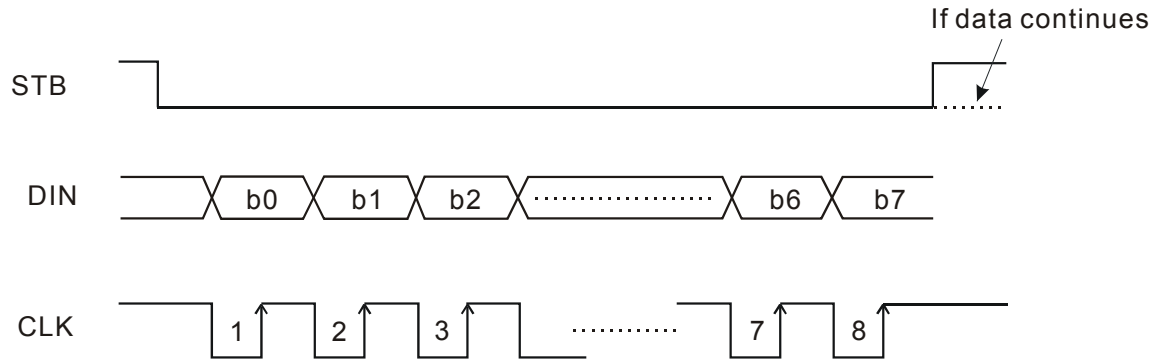 If data continues
STB
DIN b0 b1 b2 b6 b7
CLK 1 2 3 7 8